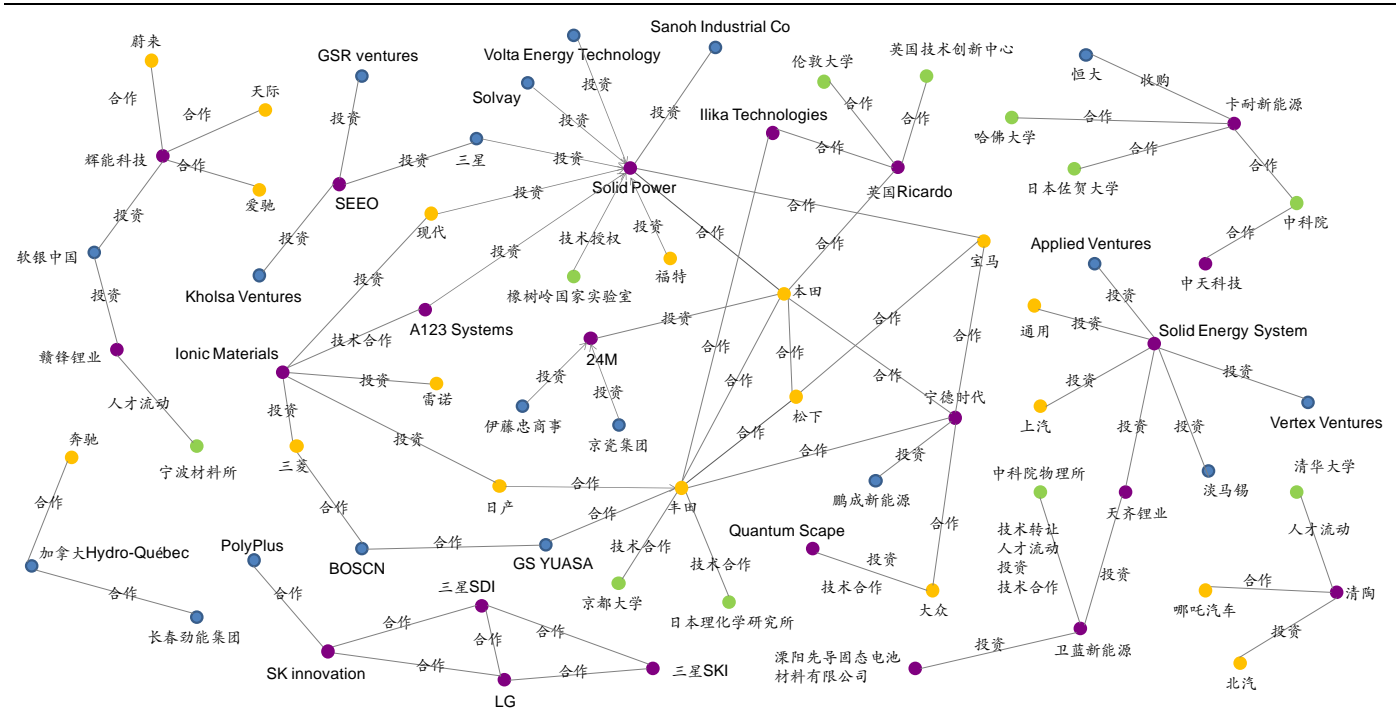 Sanoh Industrial Co
蔚来
GSR ventures
Volta Energy Technology
英国技术创新中心
伦敦大学
恒大
收购
合作
天际
投资
Solvay
投资
合作
投资
投资
投资
Ilika Technologies
合作
合作
卡耐新能源
哈佛大学
合作
辉能科技
合作
投资
三星
投资
合作
合作
日本佐贺大学
合作
爱驰
SEEO
Solid Power
英国Ricardo
中科院
投资
现代
技术授权
投资
合作
合作
合作
软银中国
投资
投资
福特
合作
宝马
Applied Ventures
中天科技
Kholsa Ventures
投资
橡树岭国家实验室
本田
投资
投资
A123 Systems
投资
合作
通用
投资
Solid Energy System
赣锋锂业
Ionic Materials
技术合作
24M
合作
合作
合作
投资
投资
合作
合作
投资
雷诺
投资
投资
宁德时代
投资
Vertex Ventures
人才流动
投资
伊藤忠商事
松下
上汽
奔驰
三菱
投资
京瓷集团
合作
投资
投资
宁波材料所
合作
投资
中科院物理所
清华大学
淡马锡
合作
日产
合作
丰田
鹏成新能源
天齐锂业
合作
技术转让
人才流动
投资
技术合作
人才流动
Quantum Scape
合作
加拿大Hydro-Québec
PolyPlus
BOSCN
合作
GS YUASA
技术合作
技术合作
投资
技术合作
投资
合作
合作
三星SDI
京都大学
大众
哪吒汽车
合作
清陶
长春劲能集团
合作
合作
合作
日本理化学研究所
投资
卫蓝新能源
投资
SK innovation
合作
合作
三星SKI
溧阳先导固态电池
材料有限公司
北汽
LG